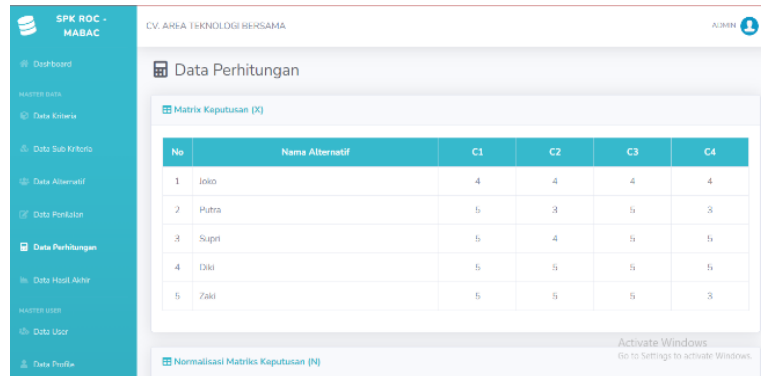 SPK ROC -
MABAC
CV. AREA TEKNOLOGI BERSAMA
ADMIN
Dashboard
MASTER DATA
Data Kriteria
Data Sub Kriteria
Data Alternatif
Data Penilaian
Data Perhitungan
Data Hasil Akhir
MASTER USER
Data User
Data Profile
Data Perhitungan
Matrix Keputusan (X)
No Nama Alternatif C1 C2 C3 C4
1 Joko 4 4 4 4
2 Putra 5 3 5 3
3 Supri 5 4 5 5
4 Diki 5 5 5 5
5 Zaki 5 5 5 3
Normalisasi Matriks Keputusan (N)
Activate Windows
Go to Settings to activate Windows.